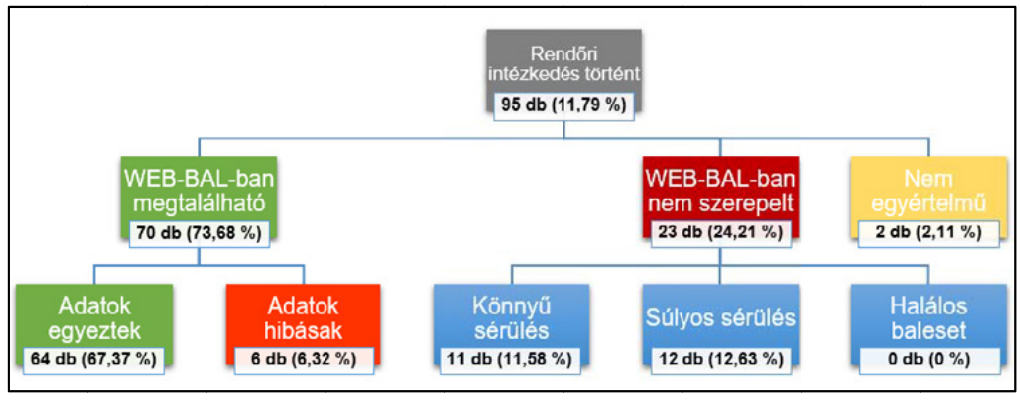 Rendőri
intézkedés történt
95 db (11,79 %)
WEB-BAL-ban
megtalálható
70 db (73,68 %)
WEB-BAL-ban
nem szerepelt
23 db (24,21 %)
Nem
egyértelmű
2 db (2,11 %)
Adatok
egyeztek
64 db (67,37 %)
Adatok
hibásak
6 db (6,32 %)
Könnyű
sérülés
11 db (11,58 %)
Súlyos sérülés
12 db (12,63 %)
Halálos
baleset
0 db (0 %)